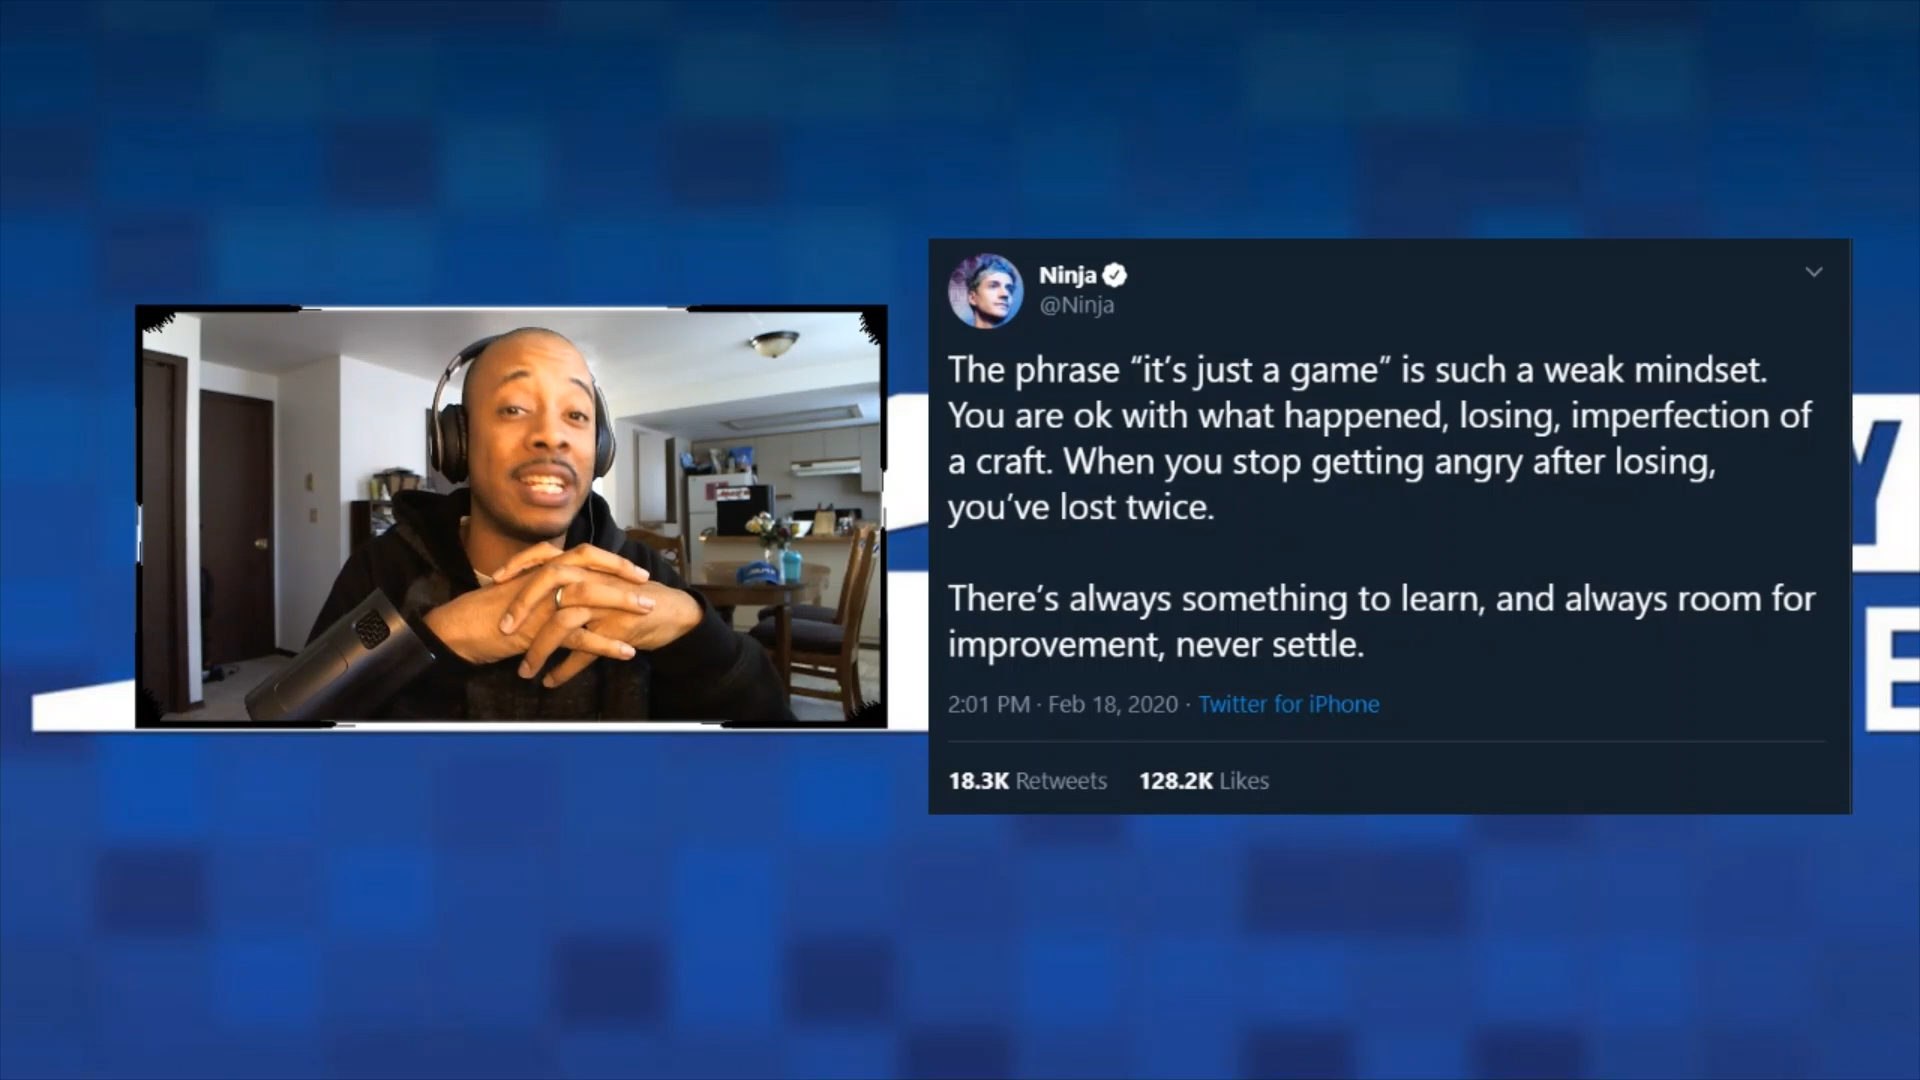 Ninja
@Ninja
The phrase “it’s just a game” is such a weak mindset.
You are ok with what happened, losing, imperfection of
a craft. When you stop getting angry after losing,
you’ve lost twice.
There’s always something to learn, and always room for
improvement, never settle.
2:01 PM · Feb 18, 2020 · Twitter for iPhone
18.3K Retweets 128.2K Likes
Y
E